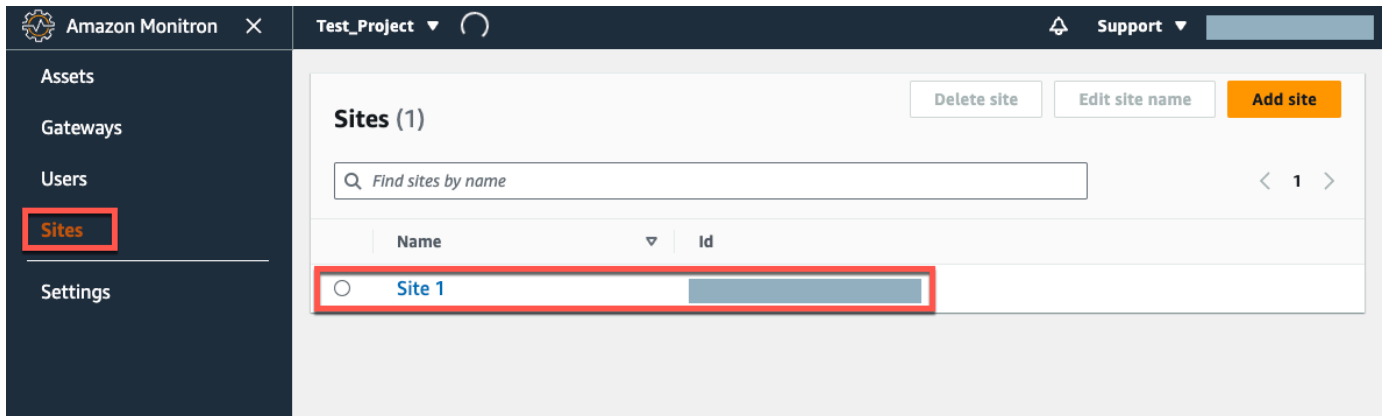 Amazon Monitron
Test_Project
Support
Assets
Gateways
Users
Sites
Settings
Sites (1)
Delete site
Edit site name
Add site
Find sites by name
1
Name
Id
Site 1